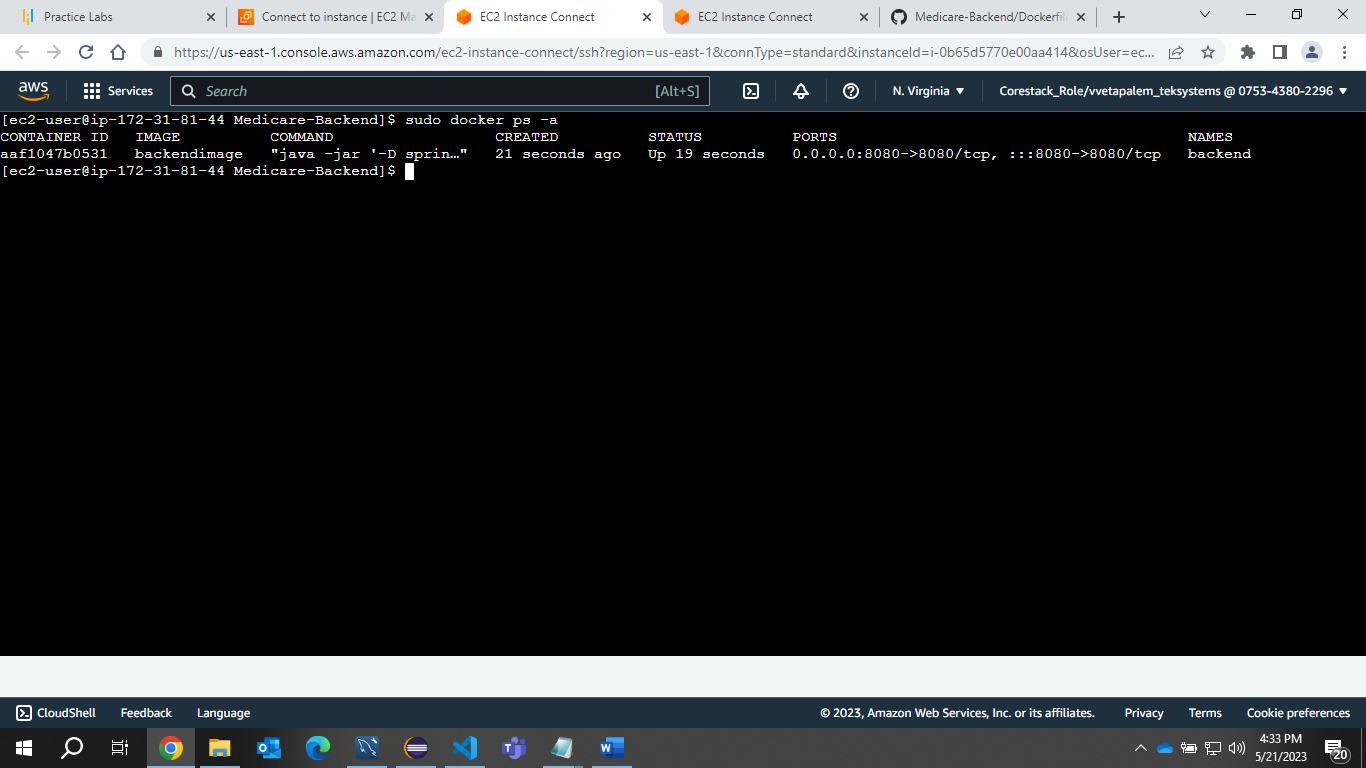 Practice Labs
Connect to instance | EC2 Ma
EC2 Instance Connect
EC2 Instance Connect
Medicare-Backend/Dockerfil
https://us-east-1.console.aws.amazon.com/ec2-instance-connect/ssh?region=us-east-1&connType=standard&instanceId=i-0b65d5770e00aa414&osUser=ec...
aws
Services
Search
[Alt+S]
N. Virginia
Corestack_Role/vvetapalem_teksystems @ 0753-4380-2296
[ec2-user@ip-172-31-81-44 Medicare-Backend]$ sudo docker ps -a
CONTAINER ID   IMAGE          COMMAND                  CREATED          STATUS          PORTS                                       NAMES
aaf1047b0531   backendimage   "java -jar '-D sprin…"   21 seconds ago   Up 19 seconds   0.0.0.0:8080->8080/tcp, :::8080->8080/tcp   backend
[ec2-user@ip-172-31-81-44 Medicare-Backend]$
CloudShell
Feedback
Language
© 2023, Amazon Web Services, Inc. or its affiliates.
Privacy
Terms
Cookie preferences
4:33 PM
5/21/2023
20